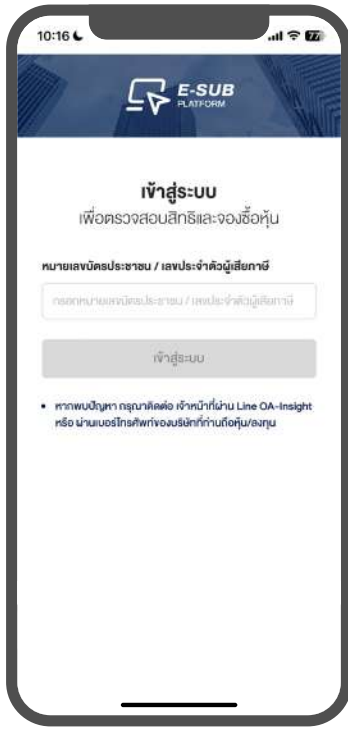 10:16
77
E-SUB
PLATFORM
เข้าสู่ระบบ
เพื่อตรวจสอบสิทธิและจองซื้อหุ้น
หมายเลขบัตรประชาชน / เลขประจำตัวผู้เสียภาษี
กรอกหมายเลขบัตรประชาชน / เลขประจำตัวผู้เสียภาษี
เข้าสู่ระบบ
• หากพบปัญหา กรุณาติดต่อ เจ้าหน้าที่ผ่าน Line OA-Insight
หรือ ผ่านเบอร์โทรศัพท์ของบริษัทที่ท่านถือหุ้น/ลงทุน